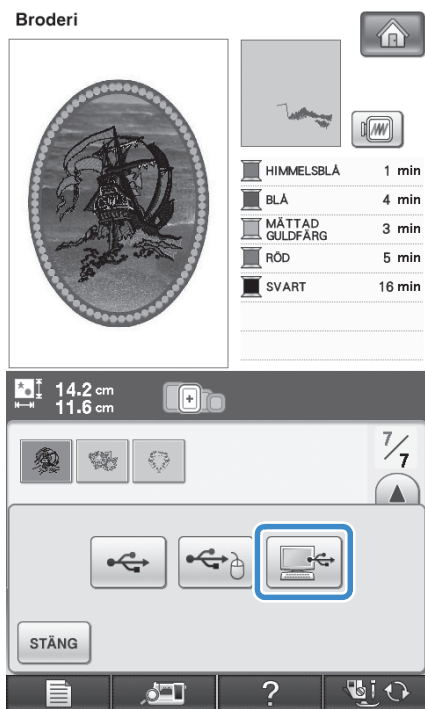 Broderi
HIMMELSBLÅ 1 min
BLÅ 4 min
MÄTTAD
GULDFÄRG 3 min
RÖD 5 min
SVART 16 min
14.2 cm
11.6 cm
7/7
STÄNG
?